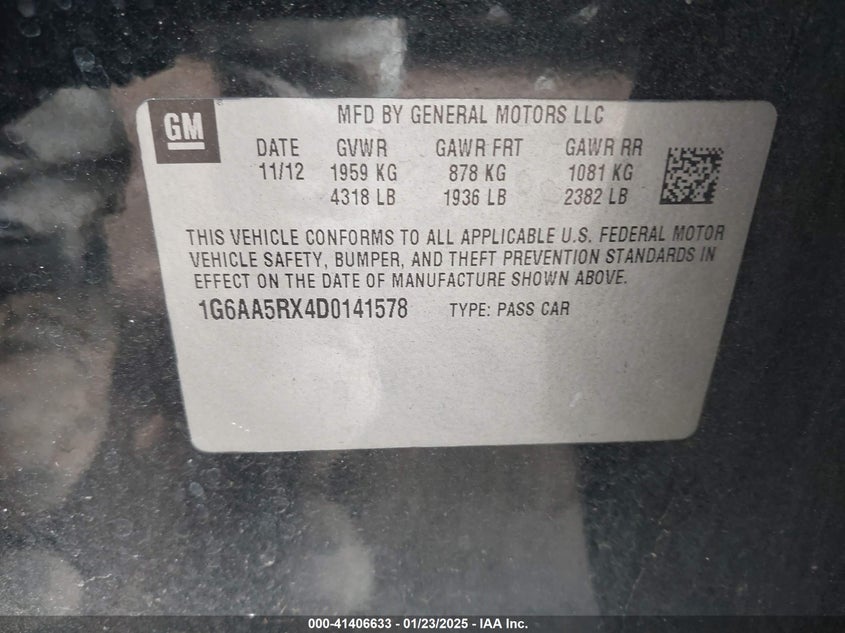 GM
MFD BY GENERAL MOTORS LLC
DATE GVWR GAWR FRT GAWR RR
11/12 1959 KG 878 KG 1081 KG
4318 LB 1936 LB 2382 LB
THIS VEHICLE CONFORMS TO ALL APPLICABLE U.S. FEDERAL MOTOR
VEHICLE SAFETY, BUMPER, AND THEFT PREVENTION STANDARDS IN
EFFECT ON THE DATE OF MANUFACTURE SHOWN ABOVE.
1G6AA5RX4D0141578 TYPE: PASS CAR
000-41406633 - 01/23/2025 - IAA Inc.